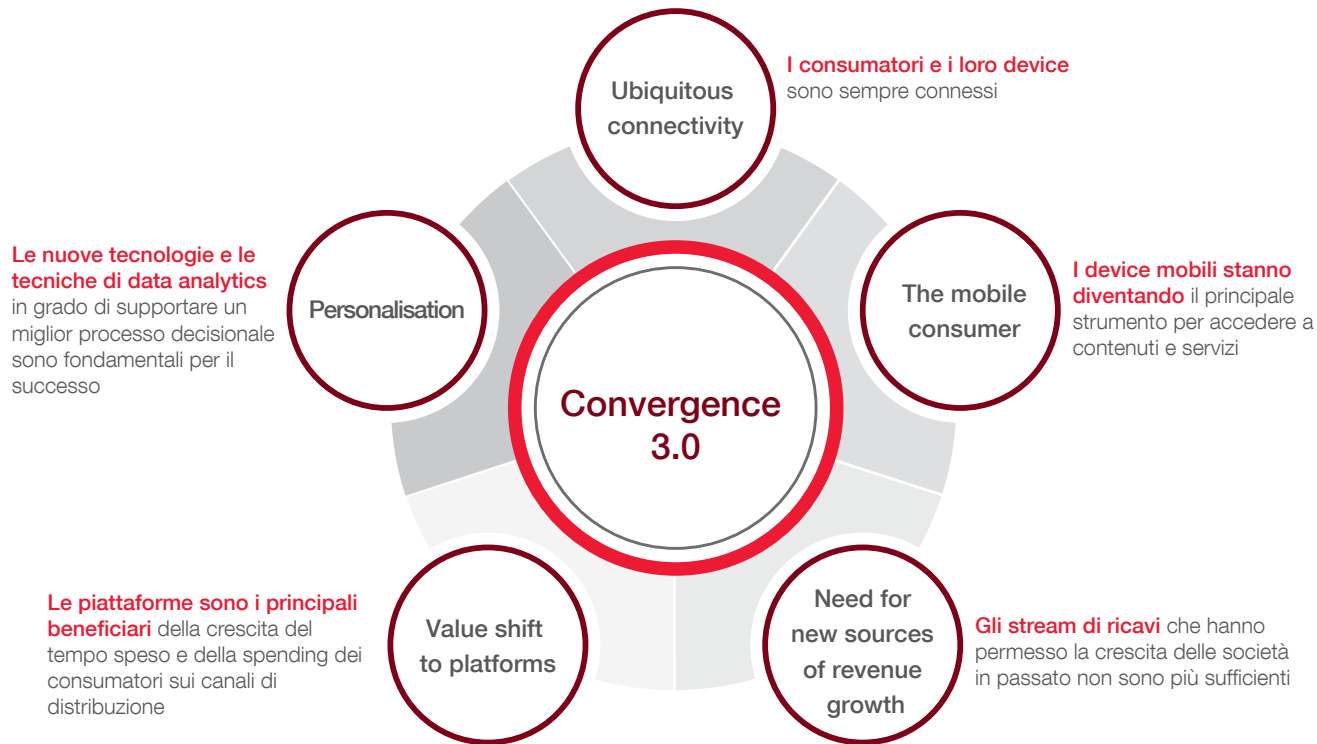 Ubiquitous
connectivity
I consumatori e i loro device
sono sempre connessi
The mobile
consumer
I device mobili stanno
diventando il principale
strumento per accedere a
contenuti e servizi
Need for
new sources
of revenue
growth
Gli stream di ricavi che hanno
permesso la crescita delle società
in passato non sono più sufficienti
Value shift
to platforms
Le piattaforme sono i principali
beneficiari della crescita del
tempo speso e della spending dei
consumatori sui canali di
distribuzione
Personalisation
Le nuove tecnologie e le
tecniche di data analytics
in grado di supportare un
miglior processo decisionale
sono fondamentali per il
successo
Convergence
3.0